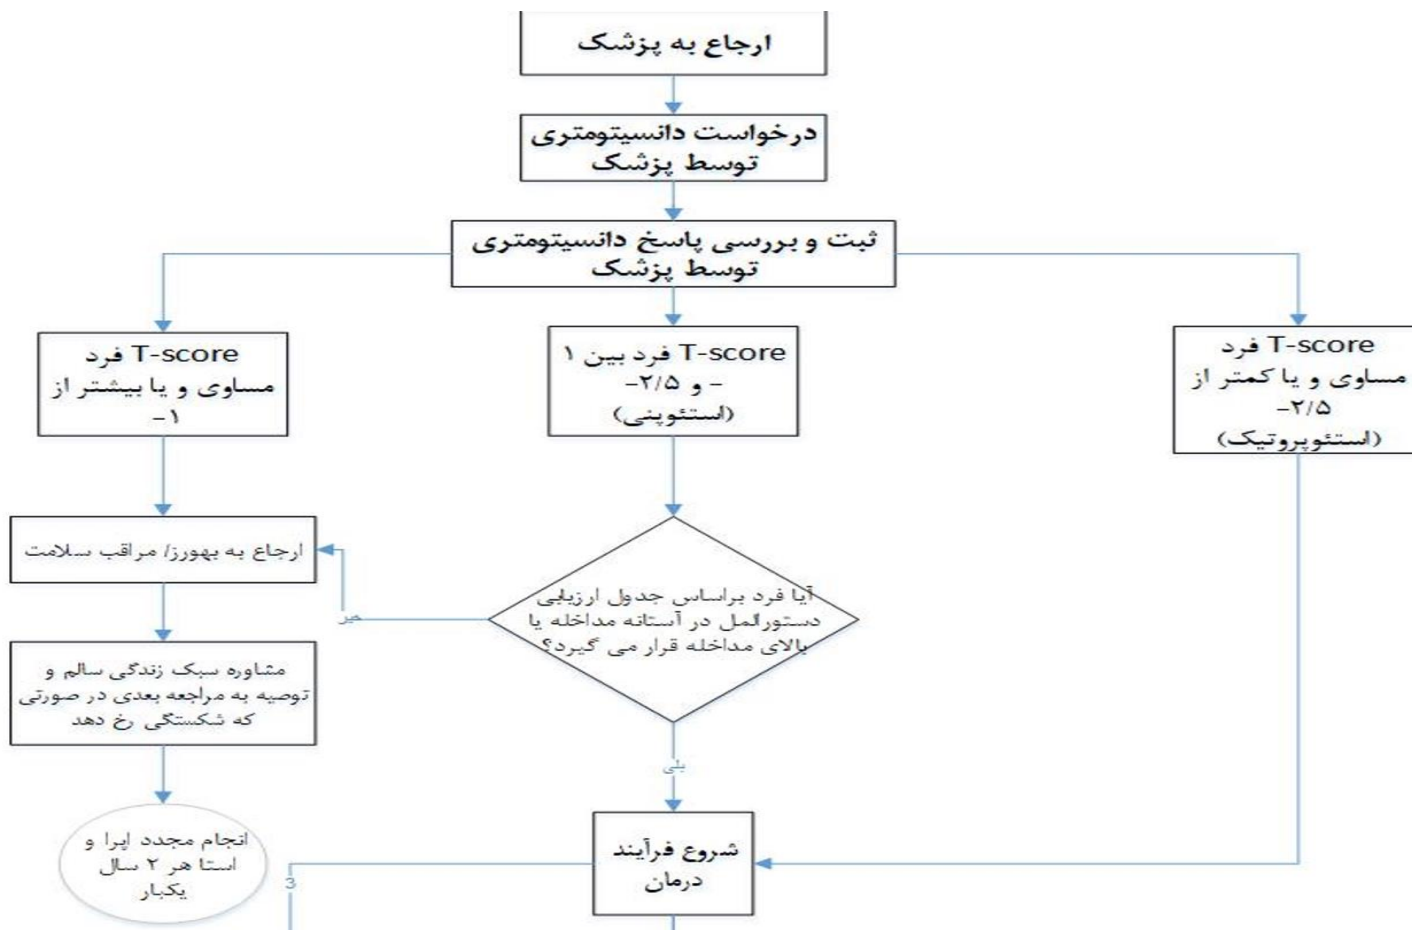 ارجاع به پزشک
درخواست دانسیتومتری
توسط پزشک
ثبت و بررسی پاسخ دانسیتومتری
توسط پزشک
T-score فرد
مساوی و یا کمتر از
-۲/۵
(استئوپروتیک)
T-score فرد بین ۱
- و ۲/۵-
(استئوپنی)
T-score فرد
مساوی و یا بیشتر از
-۱
آیا فرد براساس جدول ارزیابی
دستورالمل در آستانه مداخله یا
بالای مداخله قرار می گیرد؟
خیر
بلی
ارجاع به بهورز/ مراقب سلامت
مشاوره سبک زندگی سالم و
توصیه به مراجعه بعدی در صورتی
که شکستگی رخ دهد
انجام مجدد اپرا و
استا هر ۲ سال
یکبار
شروع فرآیند
درمان
3